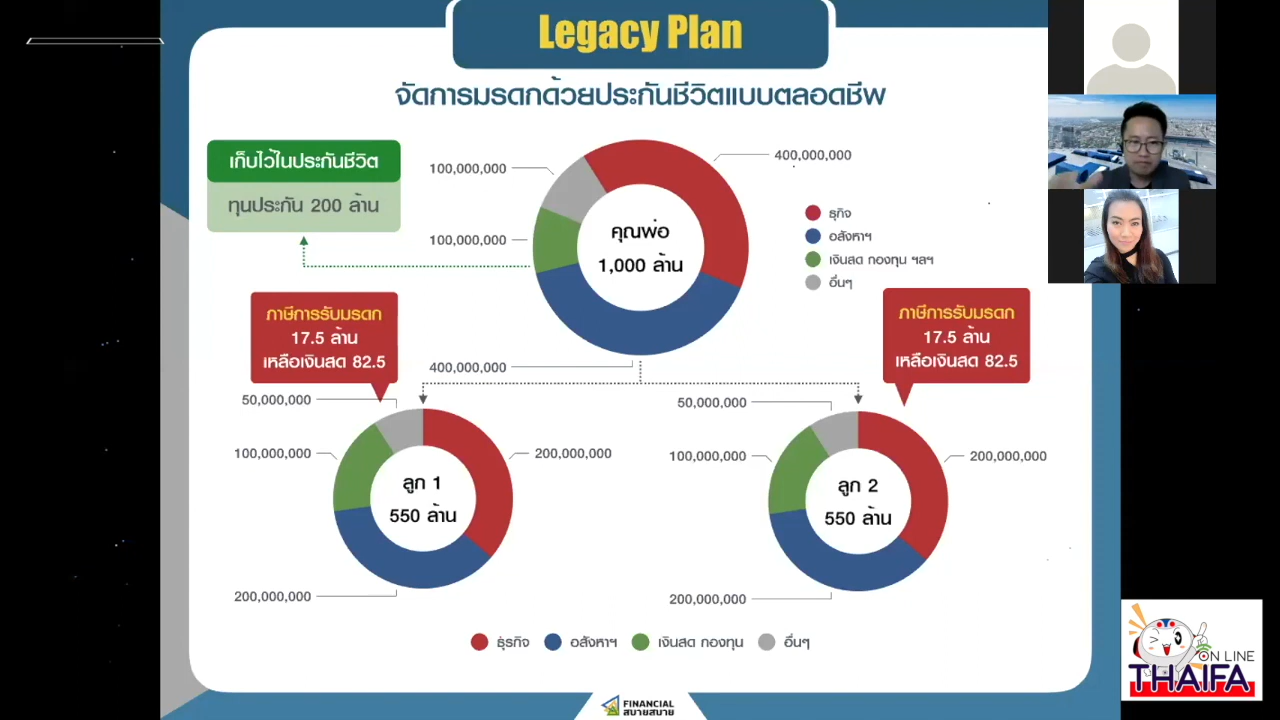 Legacy Plan
จัดการมรดกด้วยประกันชีวิตแบบตลอดชีพ
เก็บไว้ในประกันชีวิต
ทุนประกัน 200 ล้าน
100,000,000
400,000,000
100,000,000
คุณพ่อ
1,000 ล้าน
ธุรกิจ
อสังหาฯ
เงินสด กองทุน ฯลฯ
อื่นๆ
400,000,000
ภาษีการรับมรดก
17.5 ล้าน
เหลือเงินสด 82.5
ภาษีการรับมรดก
17.5 ล้าน
เหลือเงินสด 82.5
50,000,000
100,000,000
200,000,000
ลูก 1
550 ล้าน
200,000,000
50,000,000
100,000,000
200,000,000
ลูก 2
550 ล้าน
200,000,000
ธุรกิจ
อสังหาฯ
เงินสด กองทุน
อื่นๆ
FINANCIAL
สบายสบาย
ON LINE
THAIFA